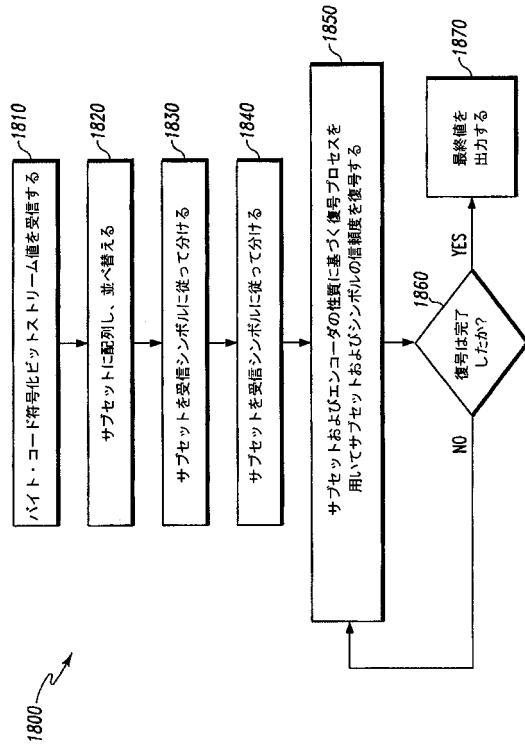 1800
1810
バイト・コード符号化ビットストリーム値を受信する
1820
サブセットに配列し、並べ替える
1830
サブセットを受信シンボルに従って分ける
1840
サブセットを受信シンボルに従って分ける
1850
サブセットおよびエンコーダの性質に基づく復号プロセスを
用いてサブセットおよびシンボルの信頼度を復号する
1860
復号は完了
したか?
NO
YES
1870
最終値を
出力する